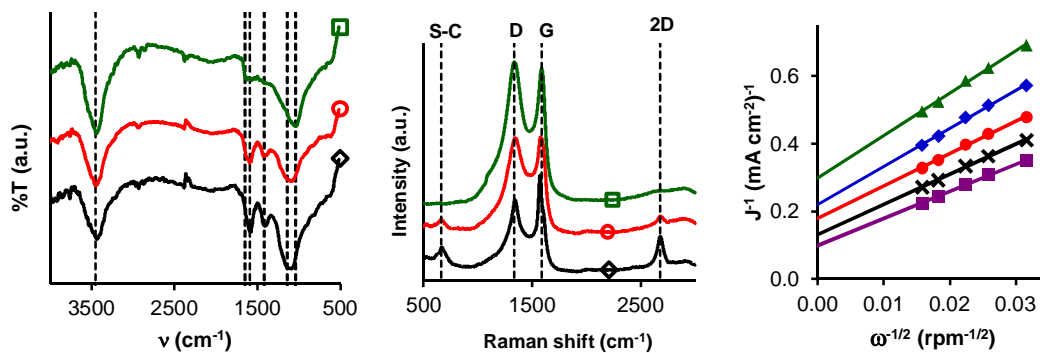 %T (a.u.)
3500 2500 1500 500
ν (cm-1)
S-C D G 2D
Intensity (a.u.)
500 1500 2500
Raman shift (cm-1)
J-1 (mA cm-2)-1
0.6
0.4
0.2
0.0
0.00 0.01 0.02 0.03
ω-1/2 (rpm-1/2)